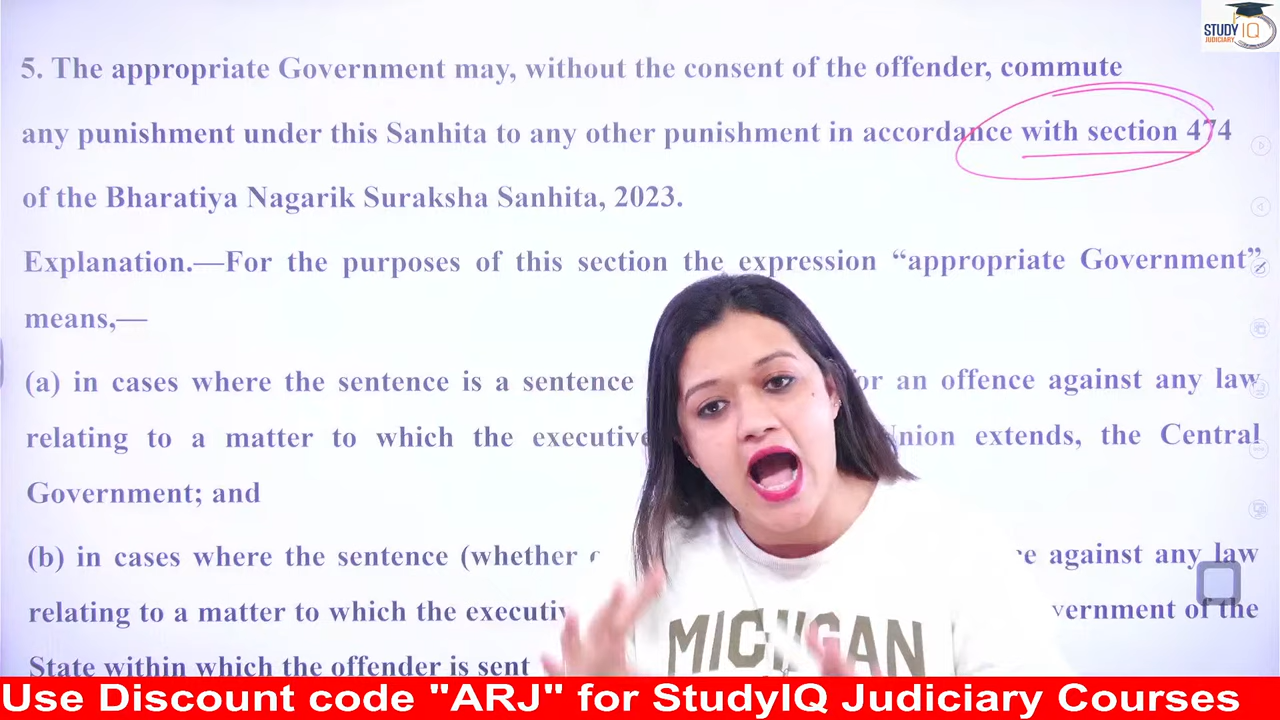 STUDY IQ
JUDICIARY
5. The appropriate Government may, without the consent of the offender, commute
any punishment under this Sanhita to any other punishment in accordance with section 474
of the Bharatiya Nagarik Suraksha Sanhita, 2023.
Explanation.—For the purposes of this section the expression “appropriate Government”
means,—
(a) in cases where the sentence is a sentence for an offence against any law
relating to a matter to which the executive Union extends, the Central
Government; and
(b) in cases where the sentence (whether against any law
relating to a matter to which the of the
State within which the offender is sent
MICHIGAN
Use Discount code "ARJ" for StudyIQ Judiciary Courses